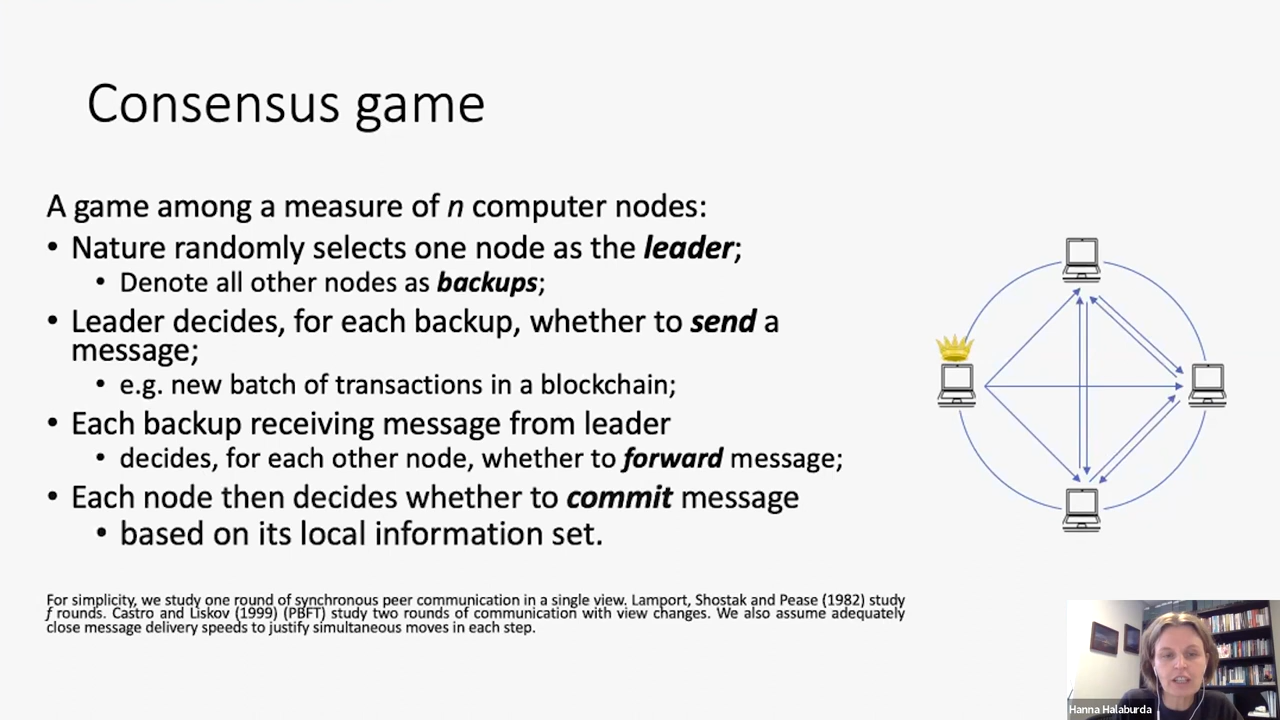 Consensus game
A game among a measure of n computer nodes:
• Nature randomly selects one node as the leader;
• Denote all other nodes as backups;
• Leader decides, for each backup, whether to send a
message;
• e.g. new batch of transactions in a blockchain;
• Each backup receiving message from leader
• decides, for each other node, whether to forward message;
• Each node then decides whether to commit message
• based on its local information set.
For simplicity, we study one round of synchronous peer communication in a single view. Lamport, Shostak and Pease (1982) study
f rounds. Castro and Liskov (1999) (PBFT) study two rounds of communication with view changes. We also assume adequately
close message delivery speeds to justify simultaneous moves in each step.
Hanna Halaburda